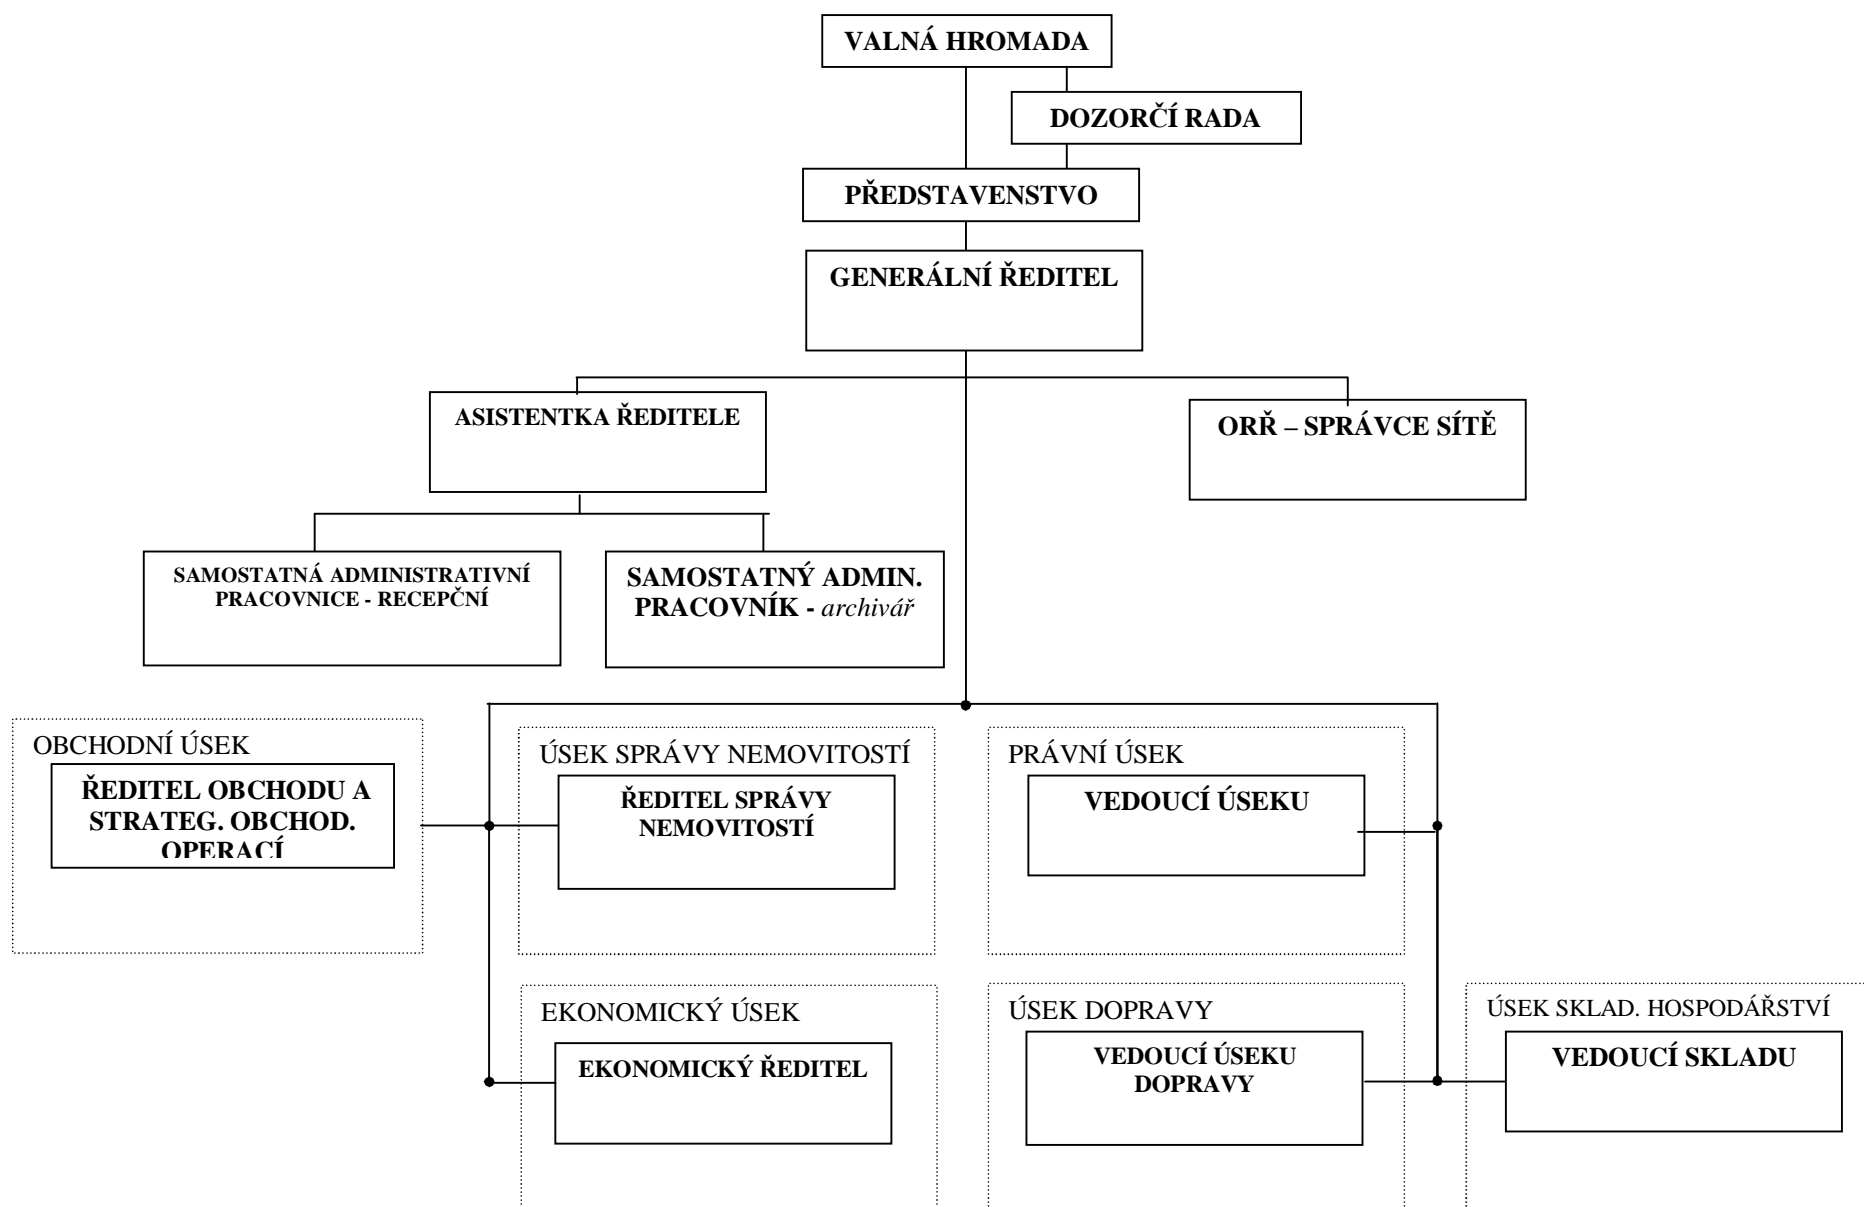 VALNÁ HROMADA
DOZORČÍ RADA
PŘEDSTAVENSTVO
GENERÁLNÍ ŘEDITEL
ASISTENTKA ŘEDITELE
ORŘ – SPRÁVCE SÍTĚ
SAMOSTATNÁ ADMINISTRATIVNÍ
PRACOVNICE - RECEPČNÍ
SAMOSTATNÝ ADMIN.
PRACOVNÍK - archivář
OBCHODNÍ ÚSEK
ŘEDITEL OBCHODU A
STRATEG. OBCHOD.
OPERACÍ
ÚSEK SPRÁVY NEMOVITOSTÍ
ŘEDITEL SPRÁVY
NEMOVITOSTÍ
PRÁVNÍ ÚSEK
VEDOUCÍ ÚSEKU
EKONOMICKÝ ÚSEK
EKONOMICKÝ ŘEDITEL
ÚSEK DOPRAVY
VEDOUCÍ ÚSEKU
DOPRAVY
ÚSEK SKLAD. HOSPODÁŘSTVÍ
VEDOUCÍ SKLADU